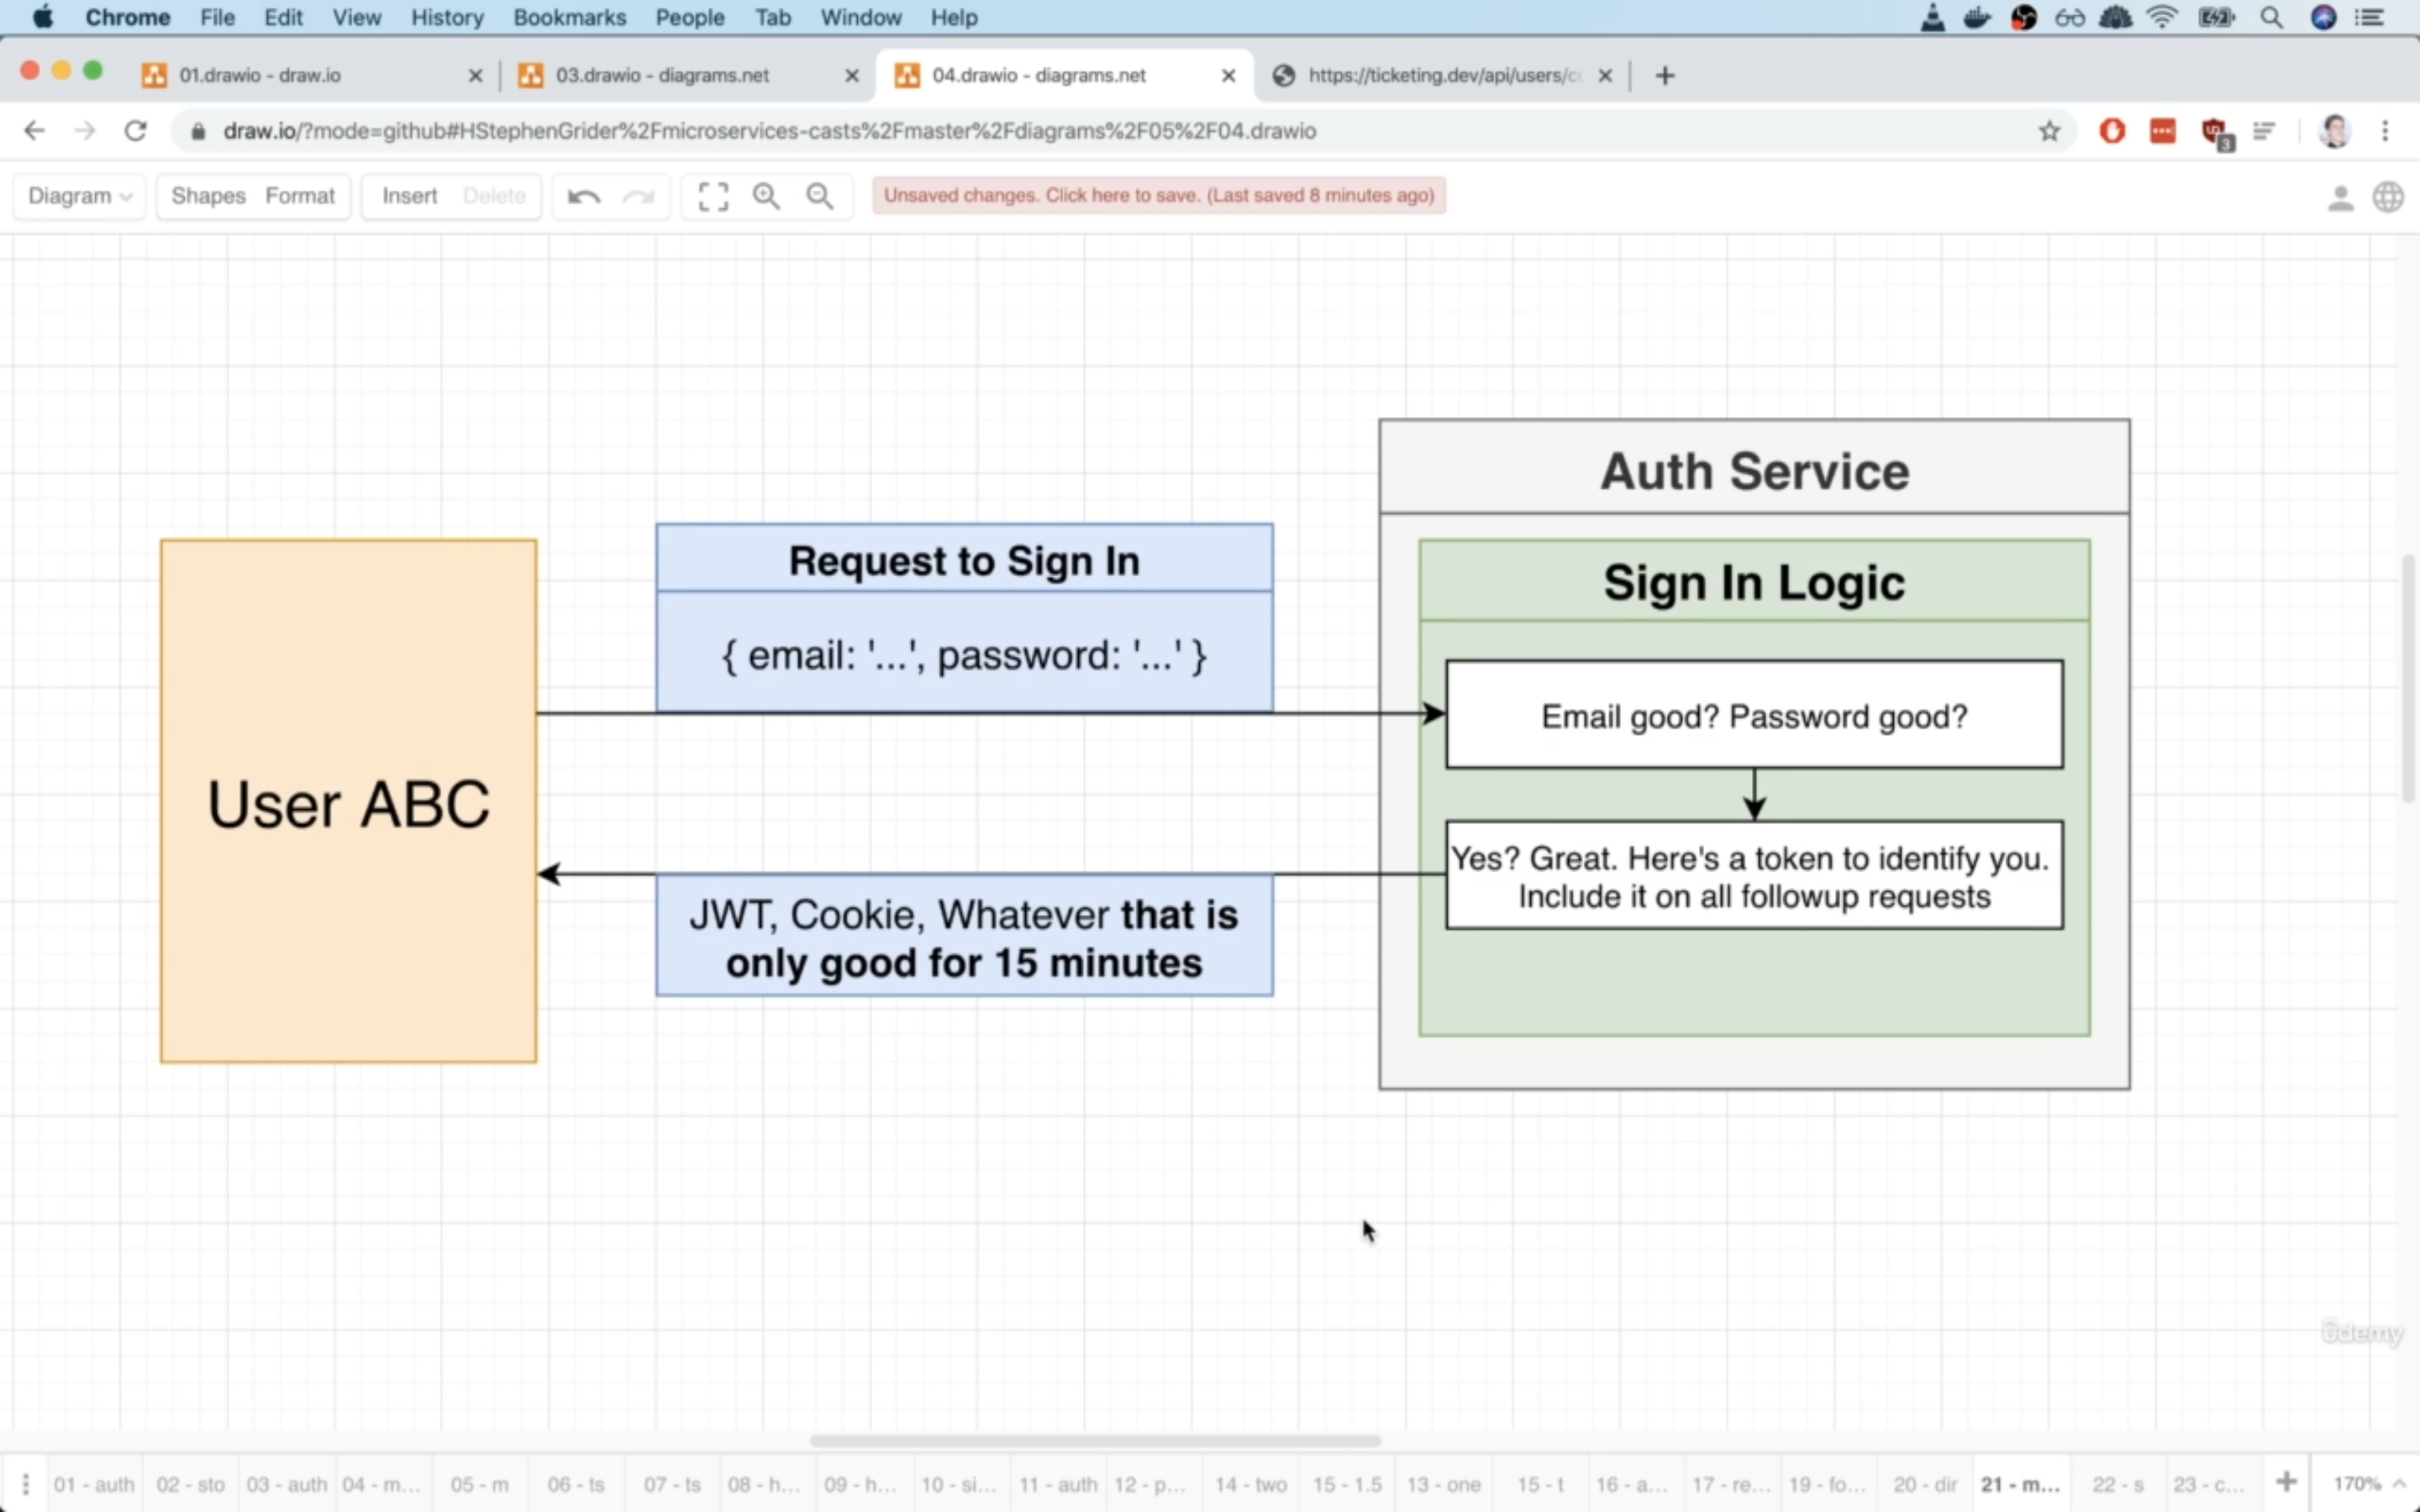 Chrome File Edit View History Bookmarks People Tab Window Help
01.drawio - draw.io
03.drawio - diagrams.net
04.drawio - diagrams.net
https://ticketing.dev/api/users/c
draw.io/?mode=github#HStephenGrider%2Fmicroservices-casts%2Fmaster%2Fdiagrams%2F05%2F04.drawio
3
Diagram Shapes Format Insert Delete
Unsaved changes. Click here to save. (Last saved 8 minutes ago)
Auth Service
Request to Sign In
Sign In Logic
{ email: '...', password: '...' }
Email good? Password good?
User ABC
Yes? Great. Here's a token to identify you.
Include it on all followup requests
JWT, Cookie, Whatever that is
only good for 15 minutes
ûdemy
01 - auth 02 - sto 03 - auth 04 - m... 05 - m 06 - ts 07 - ts 08 - h... 09 - h... 10 - si... 11 - auth 12 - p... 14 - two 15 - 1.5 13 - one 15 - t 16 - a... 17 - re... 19 - fo... 20 - dir 21 - m... 22 - s 23 - c... 170%